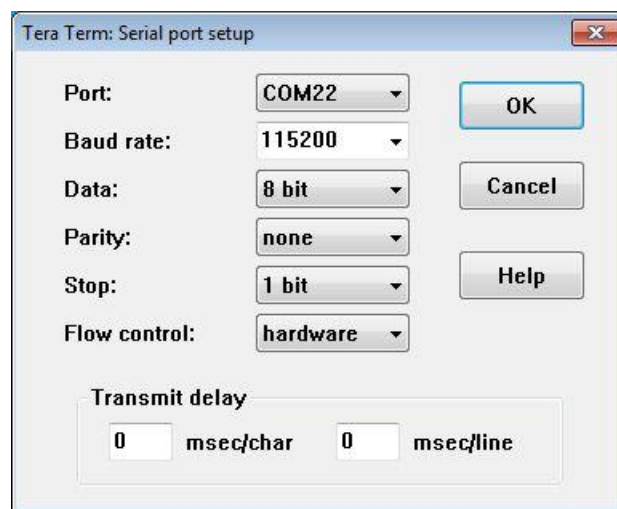 Tera Term: Serial port setup
Port: COM22 OK
Baud rate: 115200
Data: 8 bit Cancel
Parity: none
Stop: 1 bit Help
Flow control: hardware
Transmit delay
0 msec/char 0 msec/line